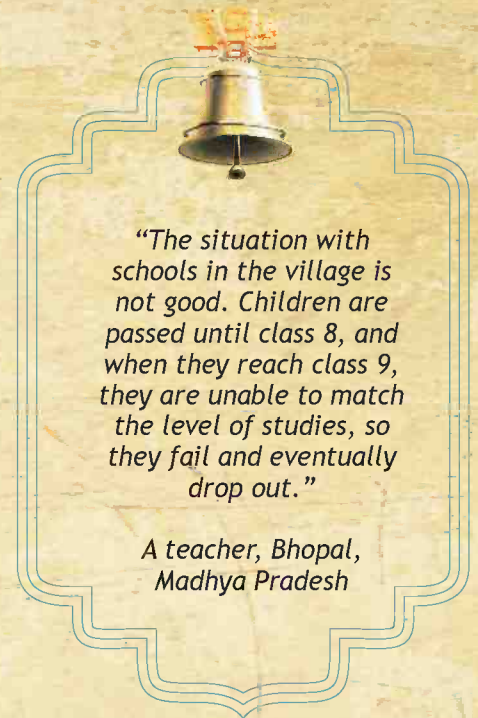 “The situation with
schools in the village is
not good. Children are
passed until class 8, and
when they reach class 9,
they are unable to match
the level of studies, so
they fail and eventually
drop out.”
A teacher, Bhopal,
Madhya Pradesh